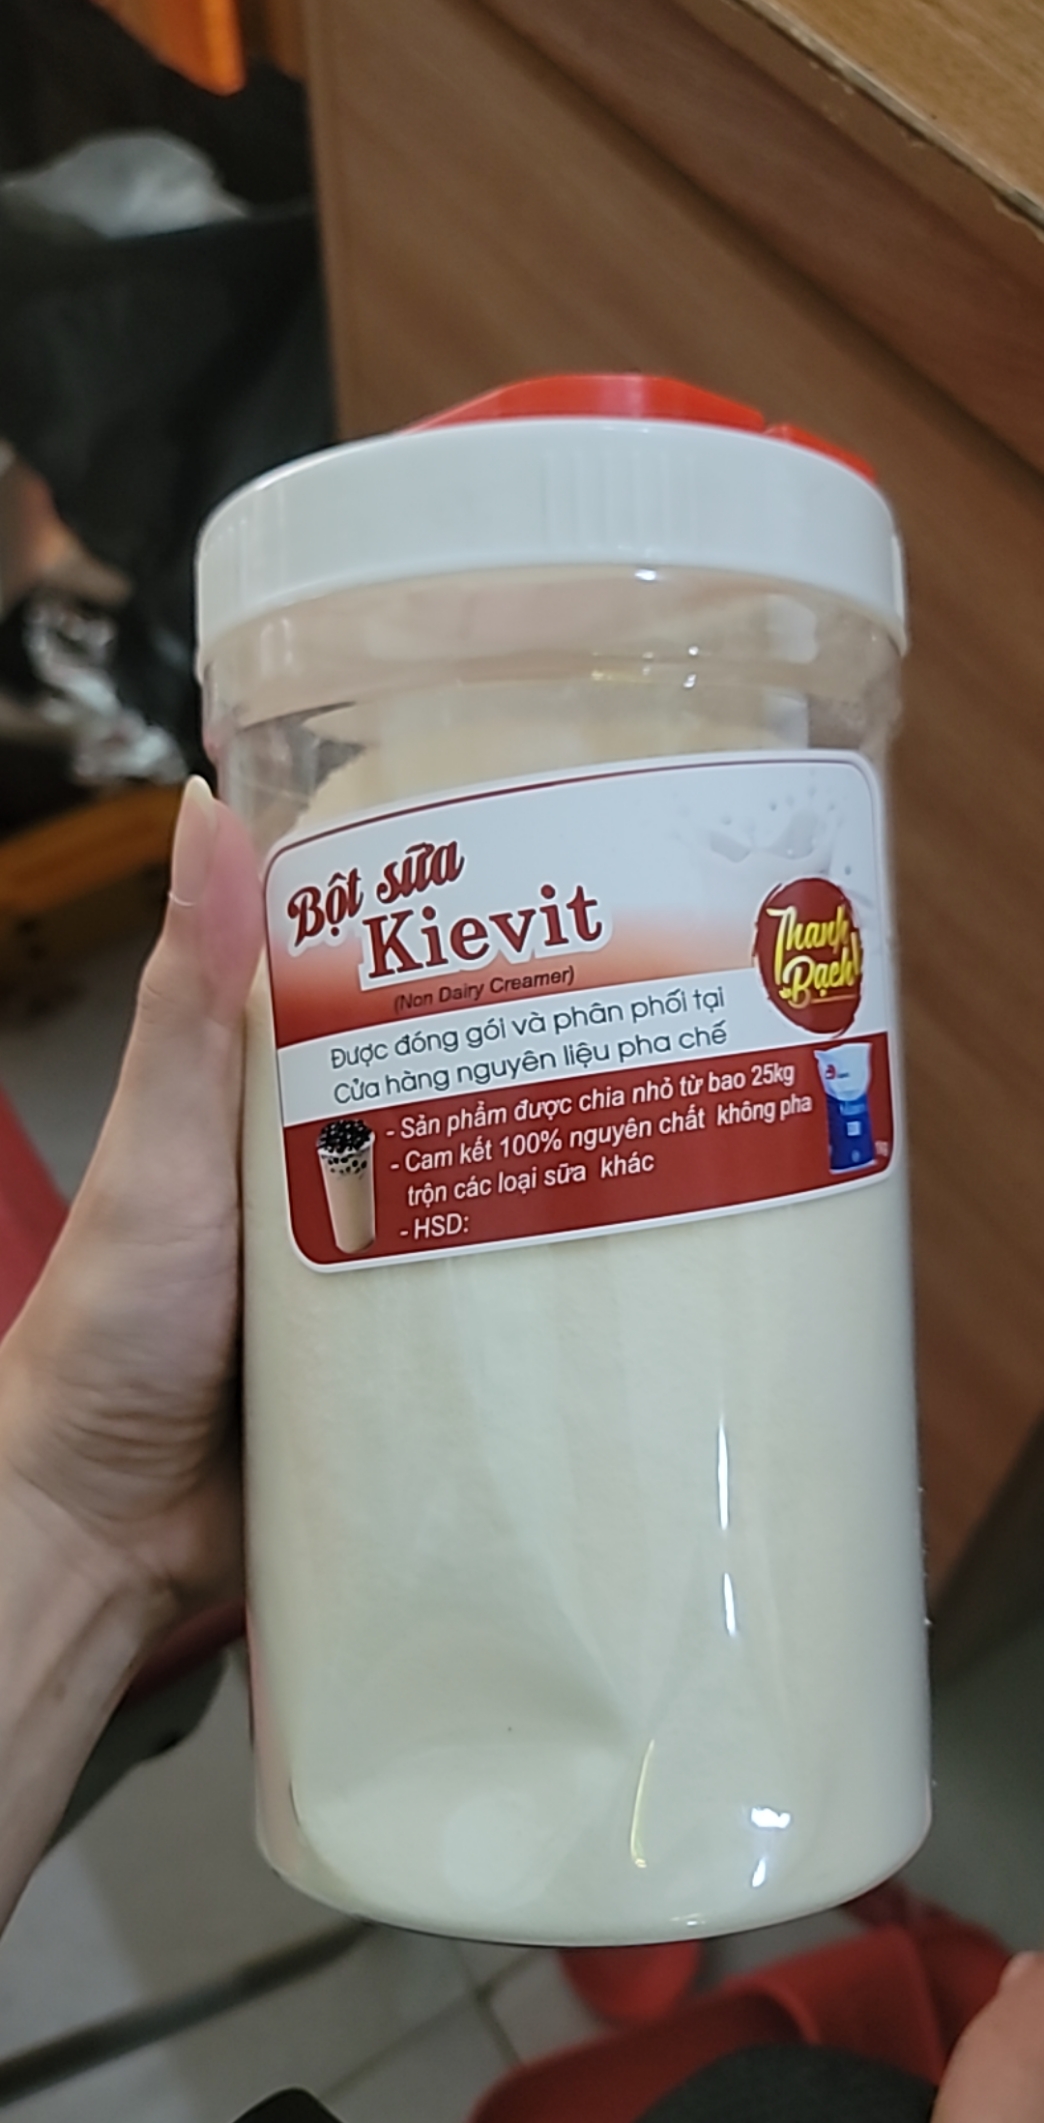 Bột sữa
Kievit
(Non Dairy Creamer)
Thanh
Bạch
Được đóng gói và phân phối tại
Cửa hàng nguyên liệu pha chế
- Sản phẩm được chia nhỏ từ bao 25kg
- Cam kết 100% nguyên chất không pha
trộn các loại sữa khác
- HSD: